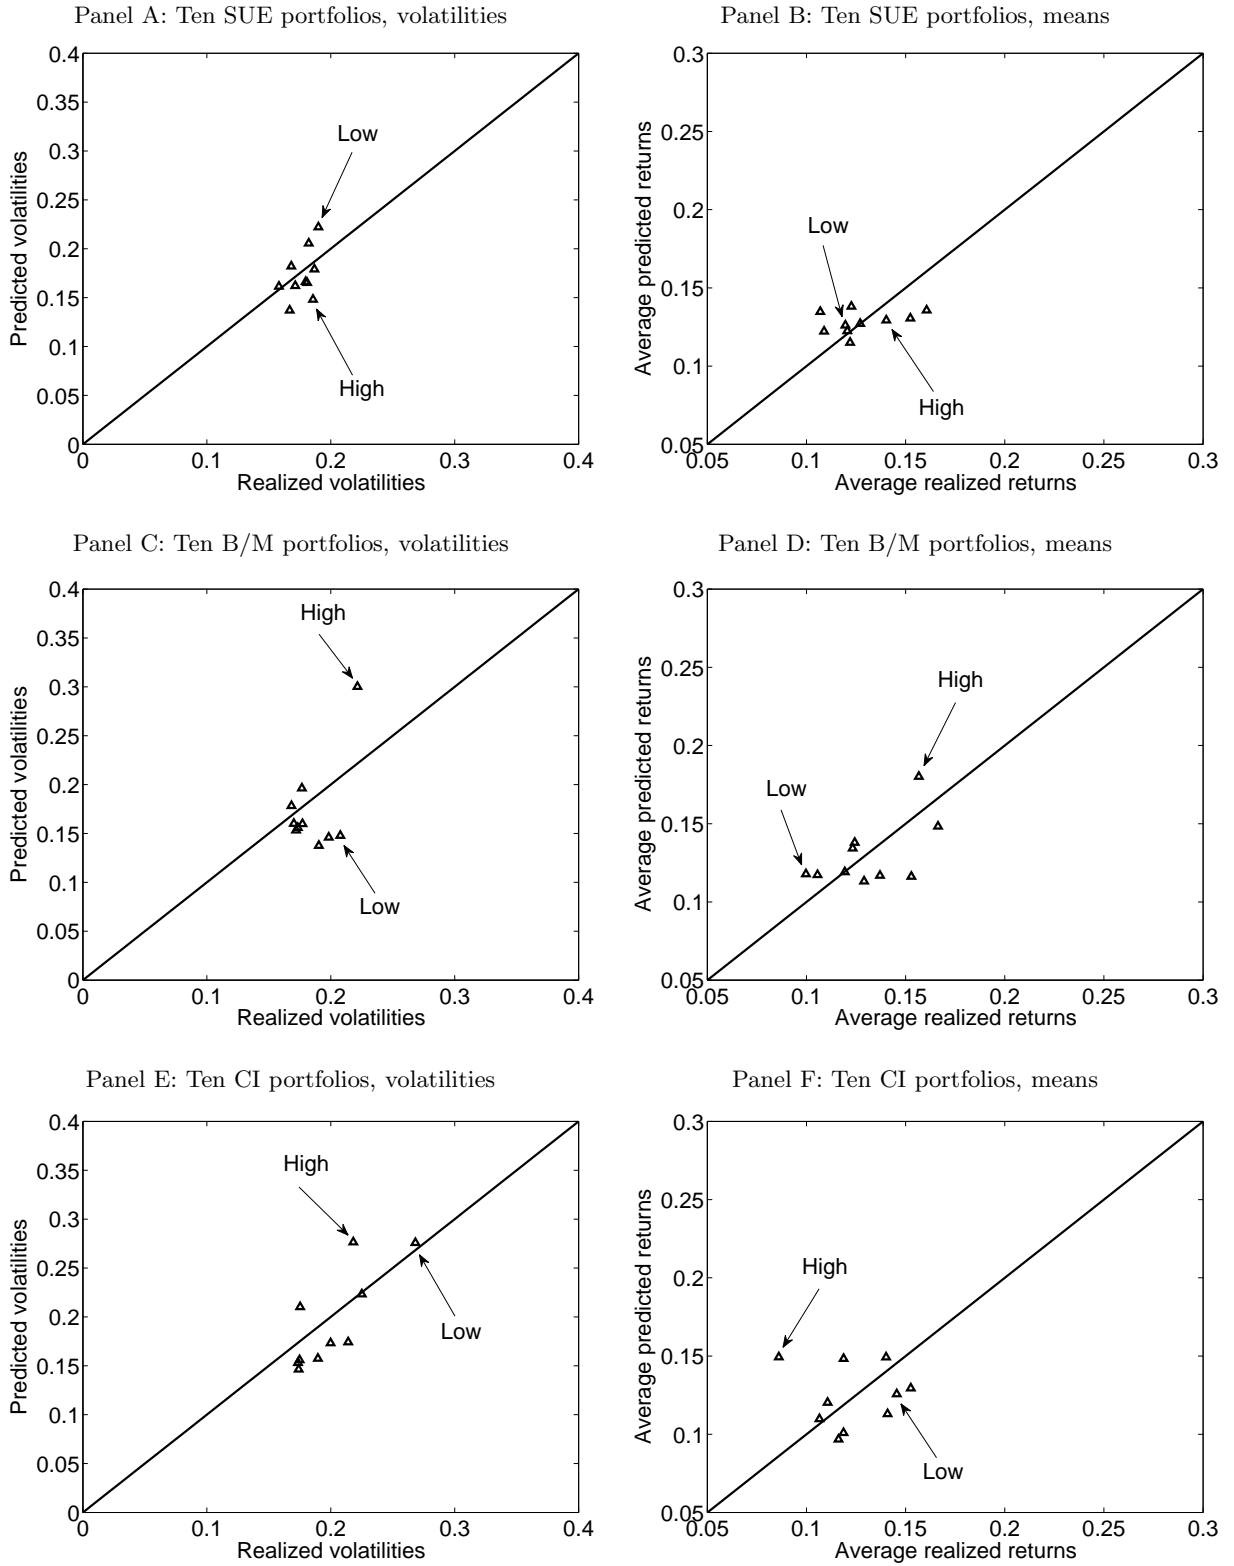 Panel A: Ten SUE portfolios, volatilities
0.4
0.35
0.3
0.25
0.2
0.15
0.1
0.05
0
0 0.1 0.2 0.3 0.4
Predicted volatilities
Realized volatilities
Low
High
Panel B: Ten SUE portfolios, means
0.3
0.25
0.2
0.15
0.1
0.05
0.05 0.1 0.15 0.2 0.25 0.3
Average predicted returns
Average realized returns
Low
High
Panel C: Ten B/M portfolios, volatilities
0.4
0.35
0.3
0.25
0.2
0.15
0.1
0.05
0
0 0.1 0.2 0.3 0.4
Predicted volatilities
Realized volatilities
High
Low
Panel D: Ten B/M portfolios, means
0.3
0.25
0.2
0.15
0.1
0.05
0.05 0.1 0.15 0.2 0.25 0.3
Average predicted returns
Average realized returns
High
Low
Panel E: Ten CI portfolios, volatilities
0.4
0.35
0.3
0.25
0.2
0.15
0.1
0.05
0
0 0.1 0.2 0.3 0.4
Predicted volatilities
Realized volatilities
High
Low
Panel F: Ten CI portfolios, means
0.3
0.25
0.2
0.15
0.1
0.05
0.05 0.1 0.15 0.2 0.25 0.3
Average predicted returns
Average realized returns
High
Low